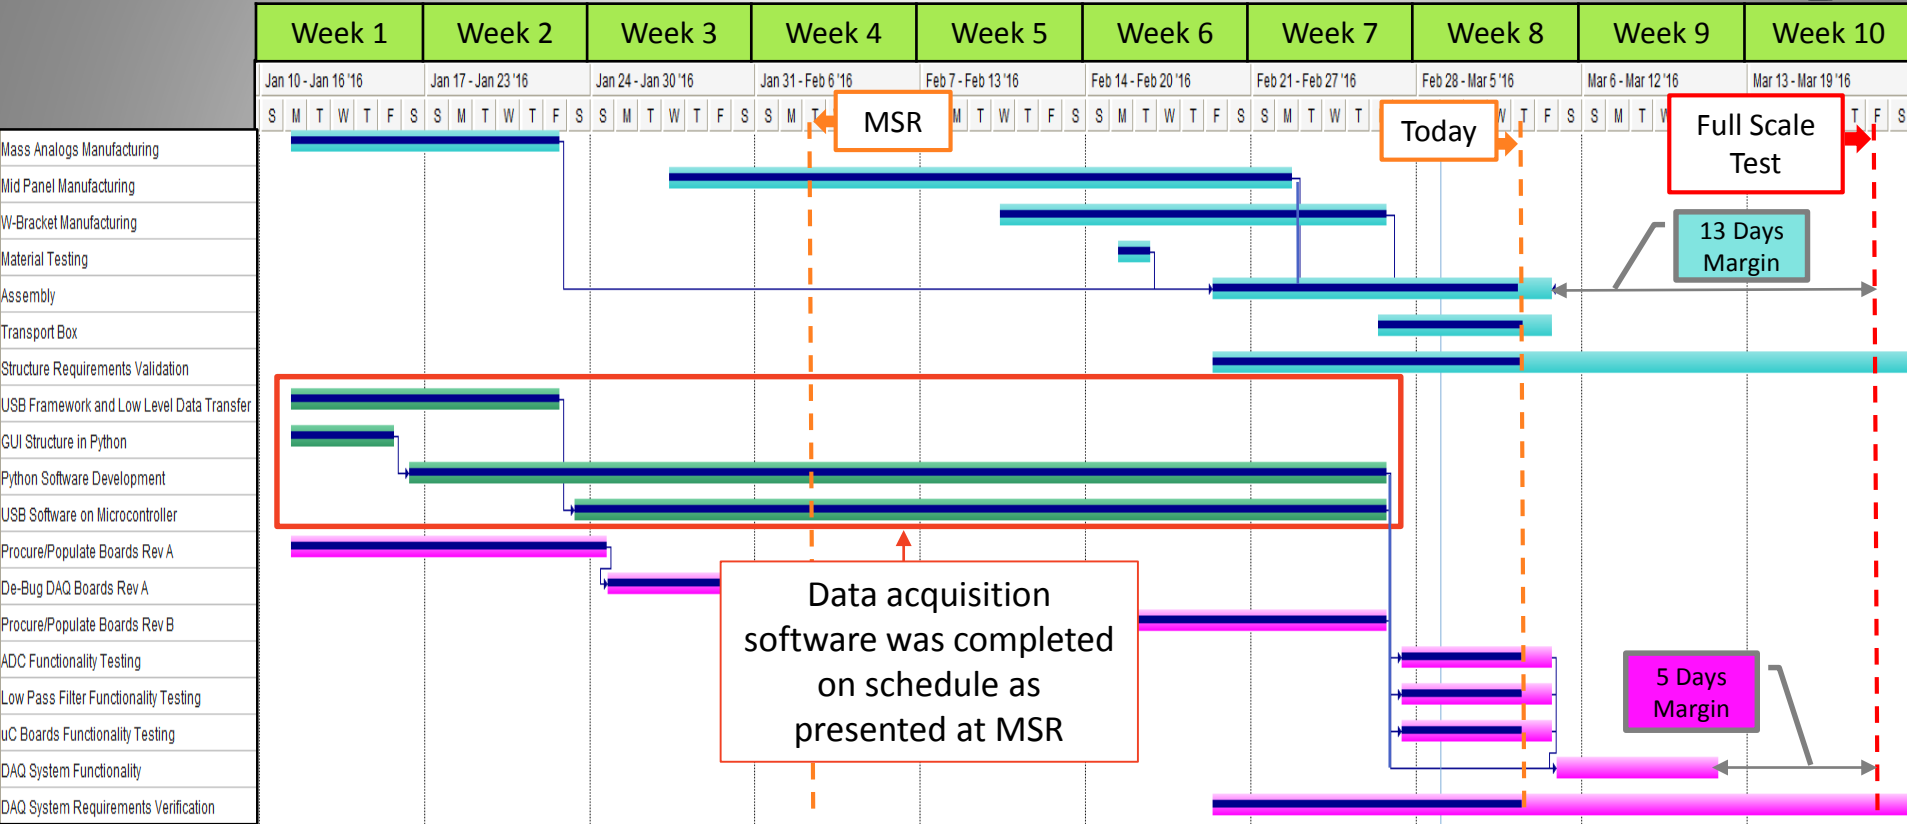 Week 1 Week 2 Week 3 Week 4 Week 5 Week 6 Week 7 Week 8 Week 9 Week 10
Jan 10 - Jan 16 '16 Jan 17 - Jan 23 '16 Jan 24 - Jan 30 '16 Jan 31 - Feb 6 '16 Feb 7 - Feb 13 '16 Feb 14 - Feb 20 '16 Feb 21 - Feb 27 '16 Feb 28 - Mar 5 '16 Mar 6 - Mar 12 '16 Mar 13 - Mar 19 '16
S M T W T F S S M T W T F S S M T W T F S S M T M T W T F S S M T W T F S S M T W T W T F S S M T W T F S
MSR
Today
Full Scale
Test
Mass Analogs Manufacturing
Mid Panel Manufacturing
W-Bracket Manufacturing
13 Days
Margin
Material Testing
Assembly
Transport Box
Structure Requirements Validation
USB Framework and Low Level Data Transfer
GUI Structure in Python
Python Software Development
USB Software on Microcontroller
Procure/Populate Boards Rev A
De-Bug DAQ Boards Rev A
Procure/Populate Boards Rev B
ADC Functionality Testing
Low Pass Filter Functionality Testing
uC Boards Functionality Testing
DAQ System Functionality
DAQ System Requirements Verification
Data acquisition
software was completed
on schedule as
presented at MSR
5 Days
Margin